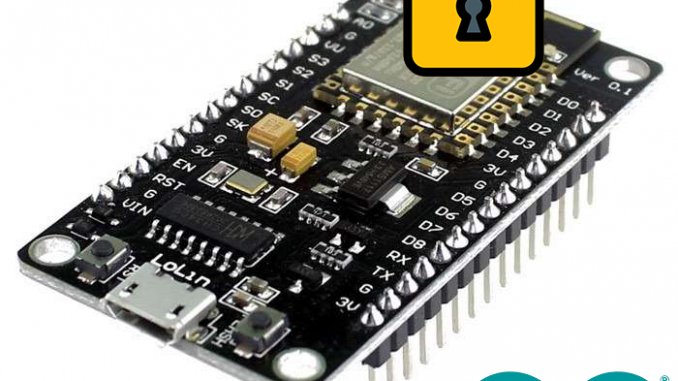 A0
G
VU
S3
S2
S1
SC
SO
SK
G
3V
EN
RST
G
VIN
Ver 0.1
D0
D1
D2
D3
D4
3V
G
D5
D6
D7
D8
RX
TX
G
3V
LoLin
RST
®